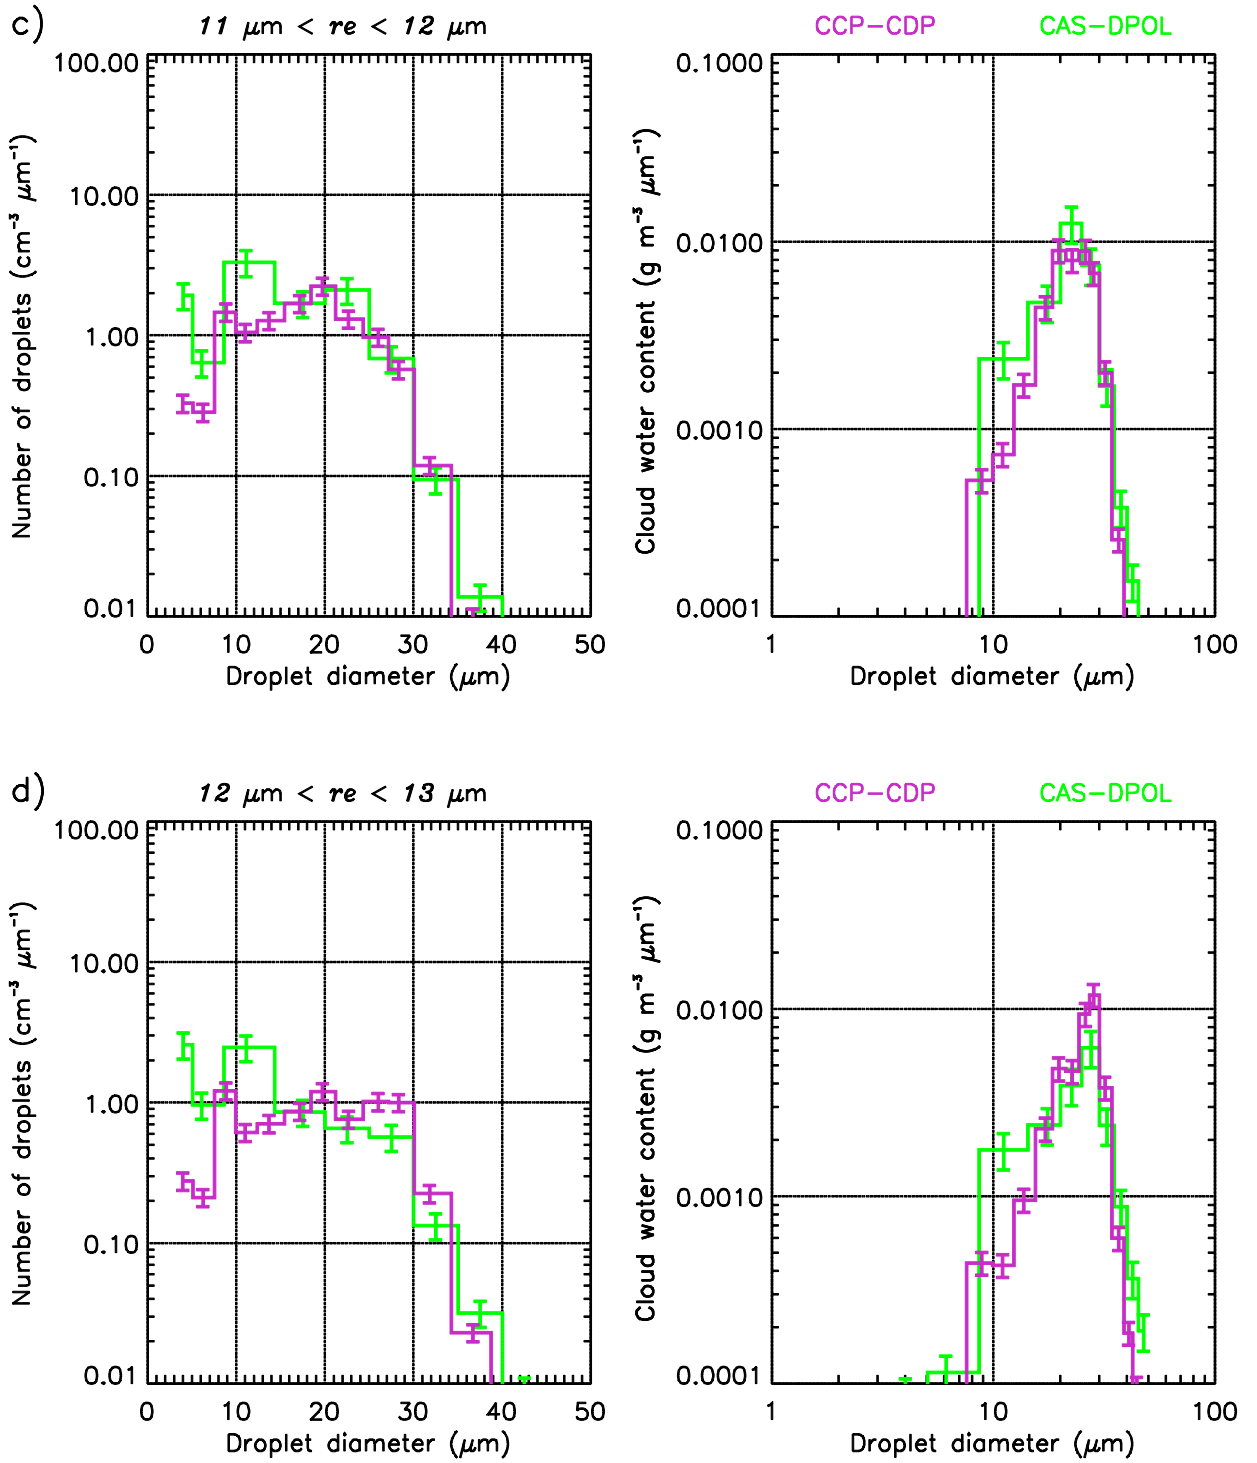 c)
11 μm < re < 12 μm
CCP-CDP
CAS-DPOL
Number of droplets (cm⁻³ μm⁻¹)
100.00
10.00
1.00
0.10
0.01
0 10 20 30 40 50
Droplet diameter (μm)
Cloud water content (g m⁻³ μm⁻¹)
0.1000
0.0100
0.0010
0.0001
1 10 100
Droplet diameter (μm)
d)
12 μm < re < 13 μm
CCP-CDP
CAS-DPOL
Number of droplets (cm⁻³ μm⁻¹)
100.00
10.00
1.00
0.10
0.01
0 10 20 30 40 50
Droplet diameter (μm)
Cloud water content (g m⁻³ μm⁻¹)
0.1000
0.0100
0.0010
0.0001
1 10 100
Droplet diameter (μm)